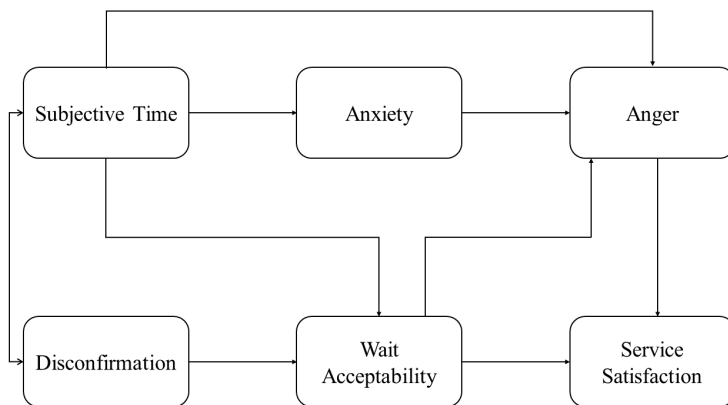 Subjective Time
Anxiety
Anger
Disconfirmation
Wait
Acceptability
Service
Satisfaction